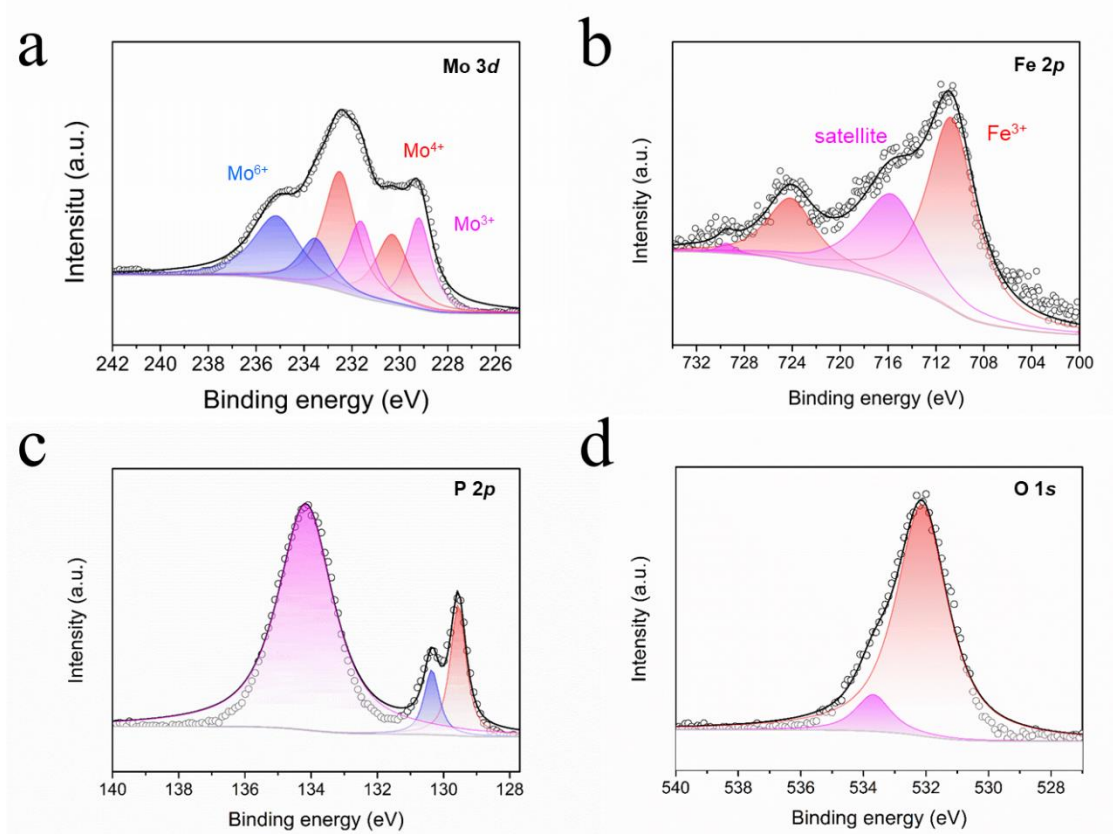 a
Mo 3d
Mo⁶⁺
Mo⁴⁺
Mo³⁺
Intensitu (a.u.)
242 240 238 236 234 232 230 228 226
Binding energy (eV)
b
Fe 2p
satellite
Fe³⁺
Intensity (a.u.)
732 728 724 720 716 712 708 704 700
Binding energy (eV)
c
P 2p
Intensity (a.u.)
140 138 136 134 132 130 128
Binding energy (eV)
d
O 1s
Intensity (a.u.)
540 538 536 534 532 530 528
Binding energy (eV)